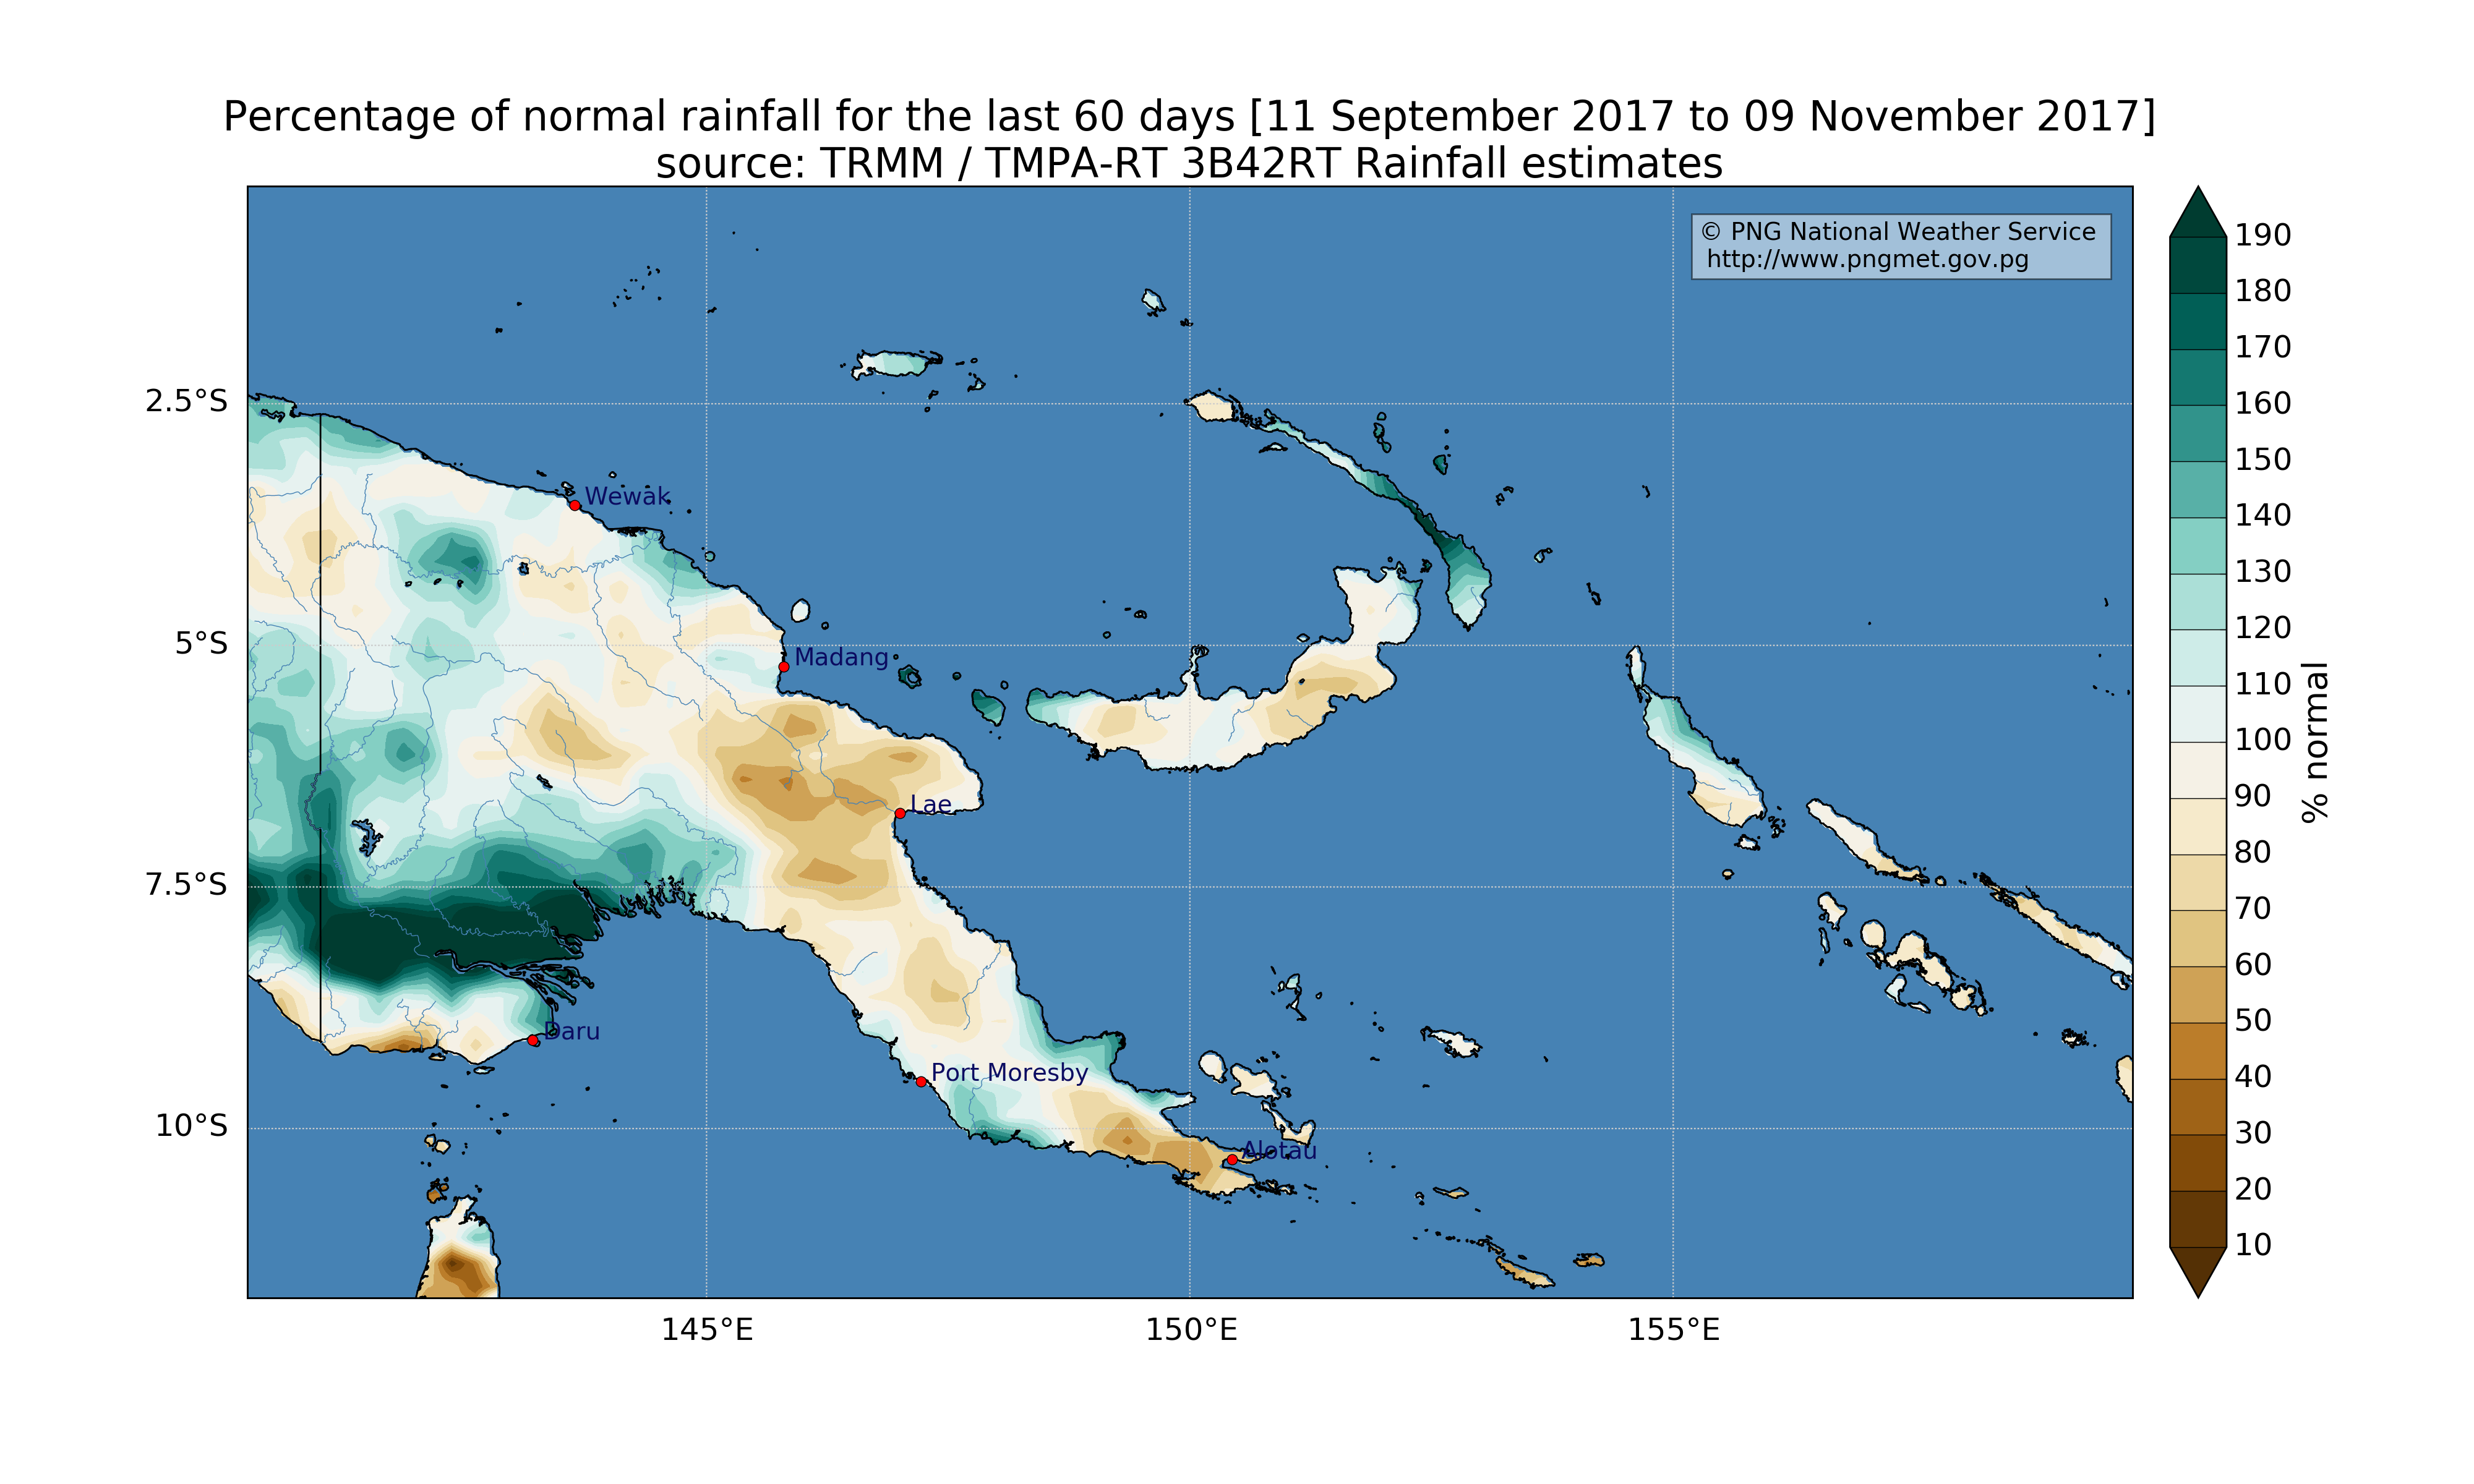 Percentage of normal rainfall for the last 60 days [11 September 2017 to 09 November 2017]
source: TRMM / TMPA-RT 3B42RT Rainfall estimates
© PNG National Weather Service
http://www.pngmet.gov.pg
190
180
170
160
150
140
130
120
110
100
90
80
70
60
50
40
30
20
10
% normal
2.5°S
5°S
7.5°S
10°S
Wewak
Madang
Lae
Daru
Port Moresby
Alotau
145°E
150°E
155°E